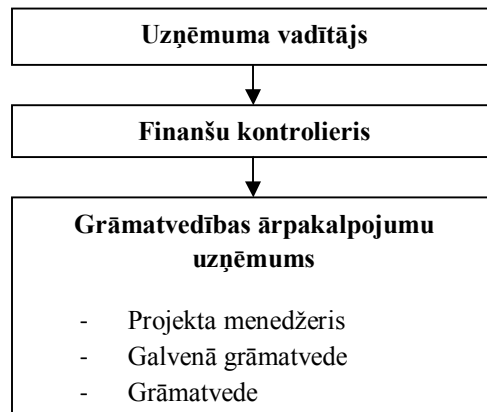 Uzņēmuma vadītājs
Finanšu kontrolieris
Grāmatvedības ārpakalpojumu
uzņēmums
- Projekta menedžeris
- Galvenā grāmatvede
- Grāmatvede